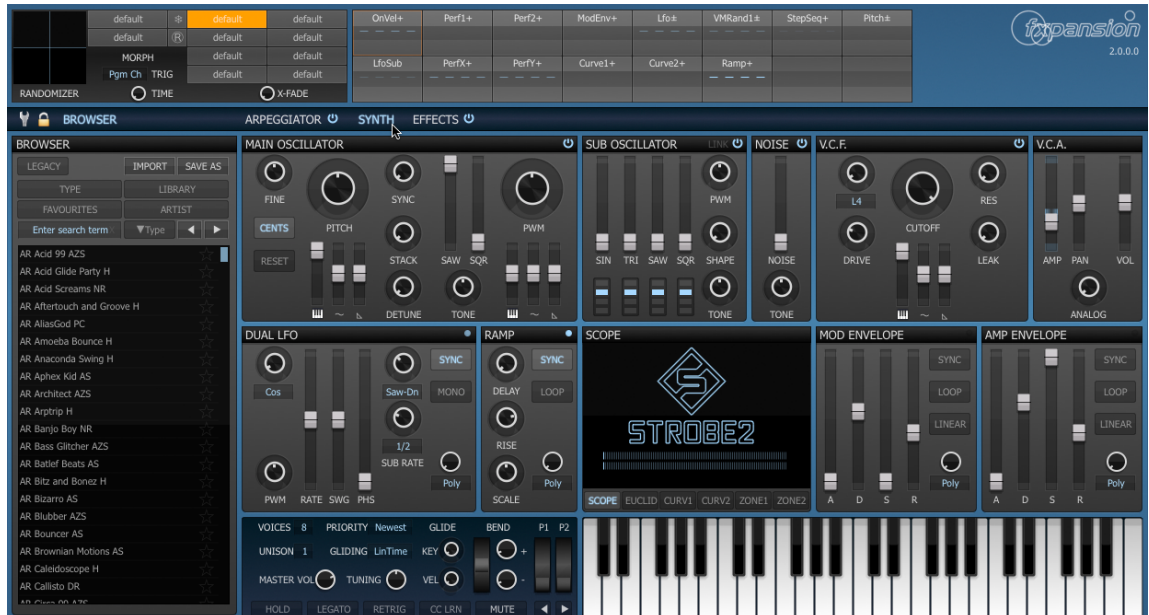 default ❄ default default
default Ⓡ default default
MORPH default default
Pgm Ch TRIG default default
RANDOMIZER TIME X-FADE
OnVel+ Perf1+ Perf2+ ModEnv+ Lfo± VMRand1± StepSeq+ Pitch±
LfoSub PerfX+ PerfY+ Curve1+ Curve2+ Ramp+
fxpansion
2.0.0.0
BROWSER ARPEGGIATOR SYNTH EFFECTS
BROWSER
LEGACY IMPORT SAVE AS
TYPE LIBRARY
FAVOURITES ARTIST
Enter search term ▼Type ◀ ▶
AR Acid 99 AZS
AR Acid Glide Party H
AR Acid Screams NR
AR Aftertouch and Groove H
AR AliasGod PC
AR Amoeba Bounce H
AR Anaconda Swing H
AR Aphex Kid AS
AR Architect AZS
AR Arptrip H
AR Banjo Boy NR
AR Bass Glitcher AZS
AR Batlef Beats AS
AR Bitz and Bonez H
AR Bizarro AS
AR Blubber AZS
AR Bouncer AS
AR Brownian Motions AS
AR Caleidoscope H
AR Callisto DR
AR Circa 90 AZS
MAIN OSCILLATOR
FINE PITCH SYNC PWM
CENTS
RESET STACK SAW SQR
DETUNE TONE
SUB OSCILLATOR LINK
PWM
SIN TRI SAW SQR SHAPE
TONE
NOISE
NOISE
TONE
V.C.F.
L4 CUTOFF RES
DRIVE LEAK
V.C.A.
AMP PAN VOL
ANALOG
DUAL LFO
Cos Saw-Dn SYNC
MONO
1/2
SUB RATE
Poly
PWM RATE SWG PHS
RAMP
DELAY SYNC
LOOP
RISE
Poly
SCALE
SCOPE
STROBE2
SCOPE EUCLID CURV1 CURV2 ZONE1 ZONE2
MOD ENVELOPE
SYNC
LOOP
LINEAR
Poly
A D S R
AMP ENVELOPE
SYNC
LOOP
LINEAR
Poly
A D S R
VOICES 8 PRIORITY Newest GLIDE BEND P1 P2
UNISON 1 GLIDING LinTime KEY +
MASTER VOL TUNING VEL -
HOLD LEGATO RETRIG CC LRN MUTE ◀ ▶